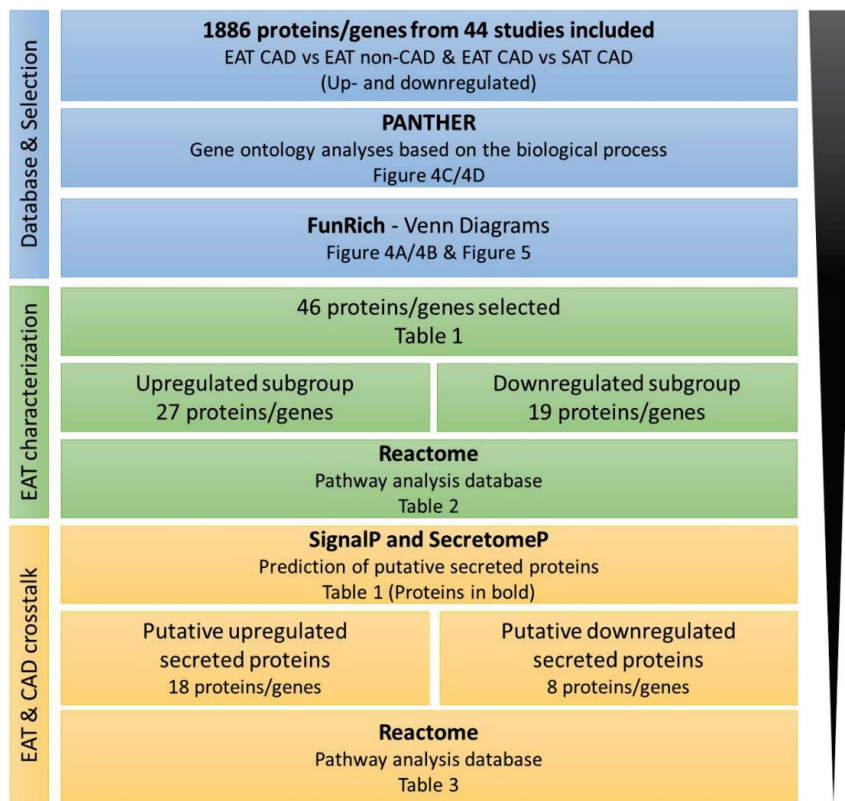 Database & Selection
1886 proteins/genes from 44 studies included
EAT CAD vs EAT non-CAD & EAT CAD vs SAT CAD
(Up- and downregulated)
PANTHER
Gene ontology analyses based on the biological process
Figure 4C/4D
FunRich - Venn Diagrams
Figure 4A/4B & Figure 5
EAT characterization
46 proteins/genes selected
Table 1
Upregulated subgroup
27 proteins/genes
Downregulated subgroup
19 proteins/genes
Reactome
Pathway analysis database
Table 2
EAT & CAD crosstalk
SignalP and SecretomeP
Prediction of putative secreted proteins
Table 1 (Proteins in bold)
Putative upregulated
secreted proteins
18 proteins/genes
Putative downregulated
secreted proteins
8 proteins/genes
Reactome
Pathway analysis database
Table 3